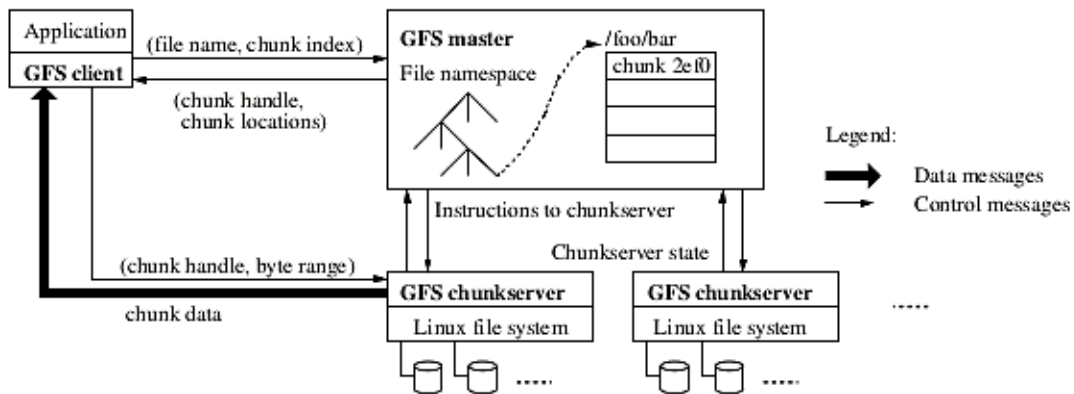 Application
GFS client
(file name, chunk index)
(chunk handle,
chunk locations)
GFS master
File namespace
/foo/bar
chunk 2ef0
Legend:
Data messages
Control messages
Instructions to chunkserver
Chunkserver state
(chunk handle, byte range)
chunk data
GFS chunkserver
Linux file system
GFS chunkserver
Linux file system